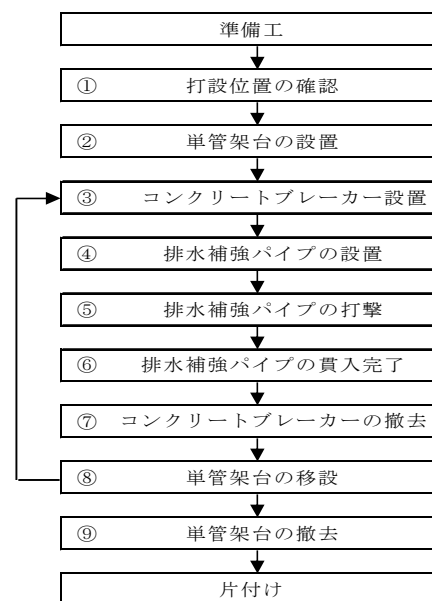 準備工
① 打設位置の確認
② 単管架台の設置
③ コンクリートブレーカー設置
④ 排水補強パイプの設置
⑤ 排水補強パイプの打撃
⑥ 排水補強パイプの貫入完了
⑦ コンクリートブレーカーの撤去
⑧ 単管架台の移設
⑨ 単管架台の撤去
片付け